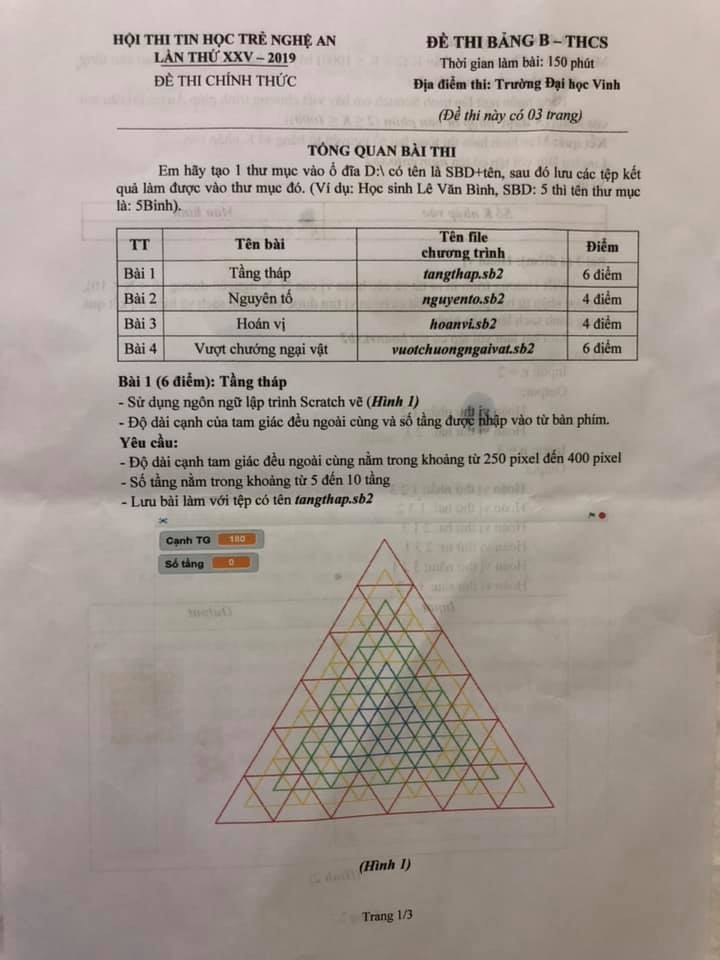 HỘI THI TIN HỌC TRẺ NGHỆ AN
LẦN THỨ XXV – 2019
ĐỀ THI CHÍNH THỨC
ĐỀ THI BẢNG B – THCS
Thời gian làm bài: 150 phút
Địa điểm thi: Trường Đại học Vinh
(Đề thi này có 03 trang)
TỔNG QUAN BÀI THI
Em hãy tạo 1 thư mục vào ổ đĩa D:\ có tên là SBD+tên, sau đó lưu các tệp kết
quả làm được vào thư mục đó. (Ví dụ: Học sinh Lê Văn Bình, SBD: 5 thì tên thư mục
là: 5Binh).
TT Tên bài Tên file chương trình Điểm
Bài 1 Tầng tháp tangthap.sb2 6 điểm
Bài 2 Nguyên tố nguyento.sb2 4 điểm
Bài 3 Hoán vị hoanvi.sb2 4 điểm
Bài 4 Vượt chướng ngại vật vuotchuongngaivat.sb2 6 điểm
Bài 1 (6 điểm): Tầng tháp
- Sử dụng ngôn ngữ lập trình Scratch vẽ (Hình 1)
- Độ dài cạnh của tam giác đều ngoài cùng và số tầng được nhập vào từ bàn phím.
Yêu cầu:
- Độ dài cạnh tam giác đều ngoài cùng nằm trong khoảng từ 250 pixel đến 400 pixel
- Số tầng nằm trong khoảng từ 5 đến 10 tầng
- Lưu bài làm với tệp có tên tangthap.sb2
Cạnh TG 180
Số tầng 0
(Hình 1)
Trang 1/3